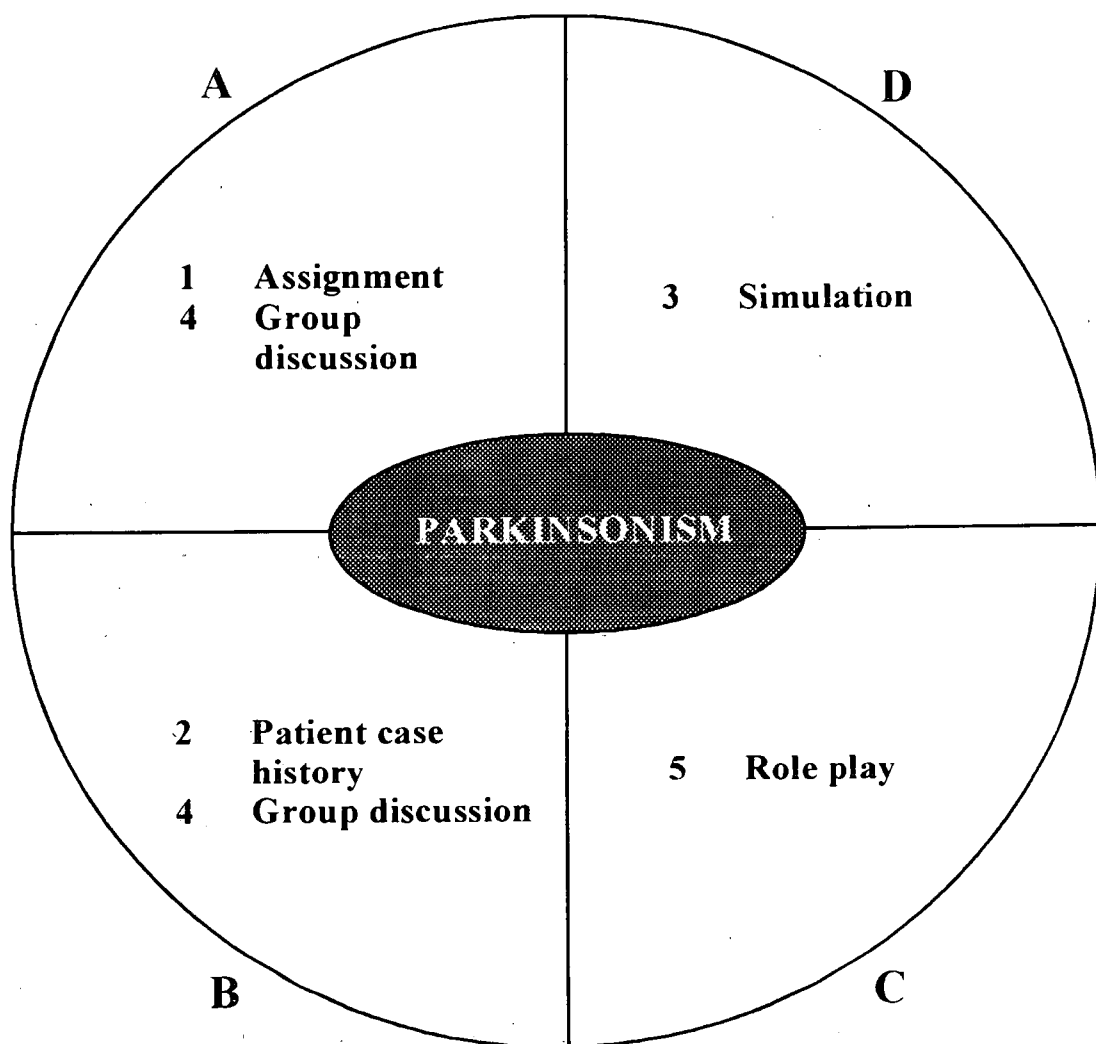 A
D
1 Assignment
4 Group
discussion
3 Simulation
PARKINSONISM
2 Patient case
history
4 Group discussion
5 Role play
B
C